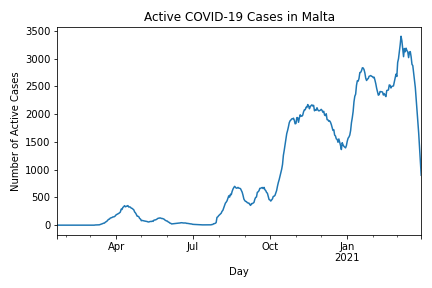 Active COVID-19 Cases in Malta
3500
3000
2500
2000
1500
1000
500
0
Number of Active Cases
Apr
Jul
Oct
Jan
2021
Day